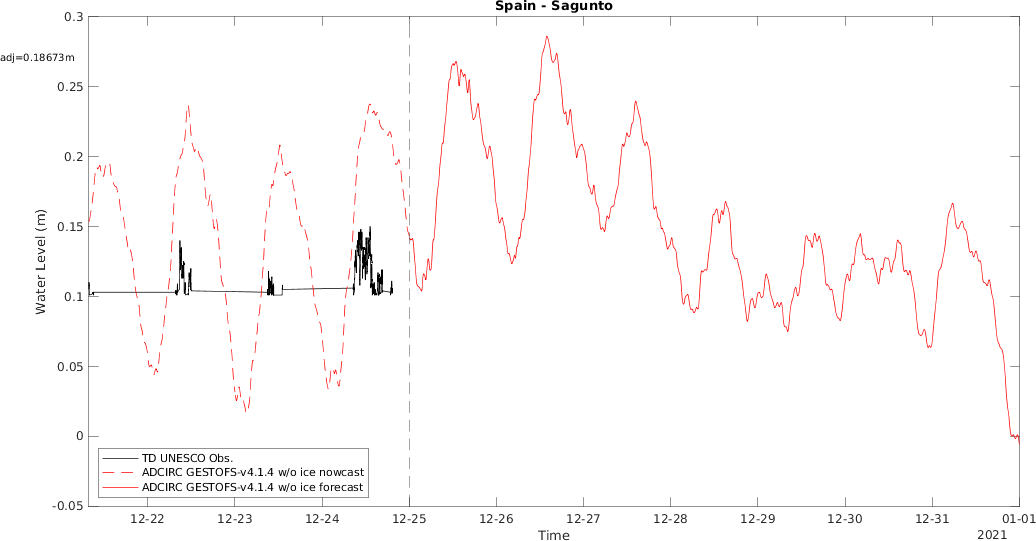 Spain - Sagunto
adj=0.18673m
0.3
0.25
0.2
0.15
0.1
0.05
0
-0.05
Water Level (m)
TD UNESCO Obs.
ADCIRC GESTOFS-v4.1.4 w/o ice nowcast
ADCIRC GESTOFS-v4.1.4 w/o ice forecast
12-22 12-23 12-24 12-25 12-26 12-27 12-28 12-29 12-30 12-31 01-01
Time
2021